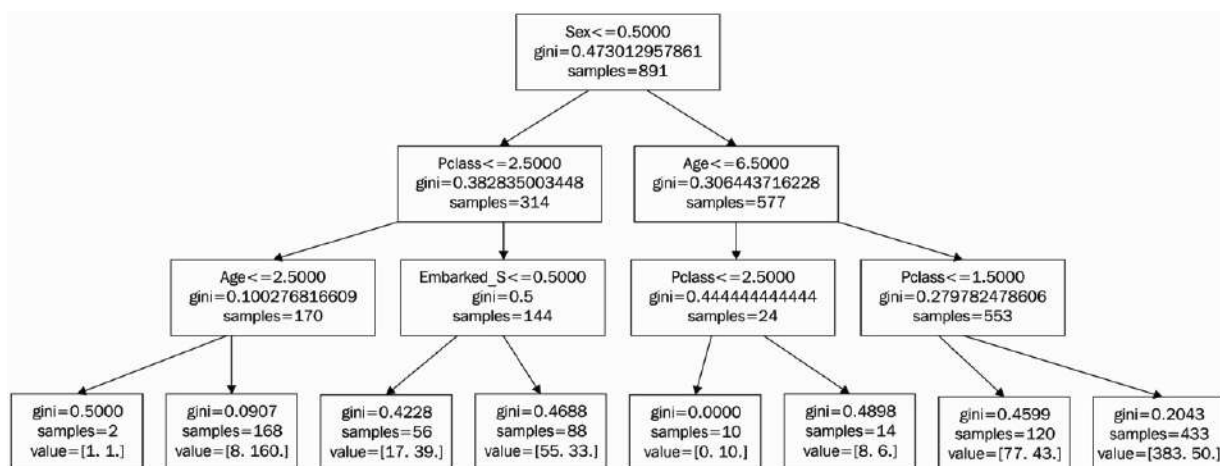 Sex<=0.5000
gini=0.473012957861
samples=891
Pclass<=2.5000
gini=0.382835003448
samples=314
Age<=6.5000
gini=0.306443716228
samples=577
Age<=2.5000
gini=0.100276816609
samples=170
Embarked_S<=0.5000
gini=0.5
samples=144
Pclass<=2.5000
gini=0.444444444444
samples=24
Pclass<=1.5000
gini=0.279782478606
samples=553
gini=0.5000
samples=2
value=[1. 1.]
gini=0.0907
samples=168
value=[8. 160.]
gini=0.4228
samples=56
value=[17. 39.]
gini=0.4688
samples=88
value=[55. 33.]
gini=0.0000
samples=10
value=[0. 10.]
gini=0.4898
samples=14
value=[8. 6.]
gini=0.4599
samples=120
value=[77. 43.]
gini=0.2043
samples=433
value=[383. 50.]